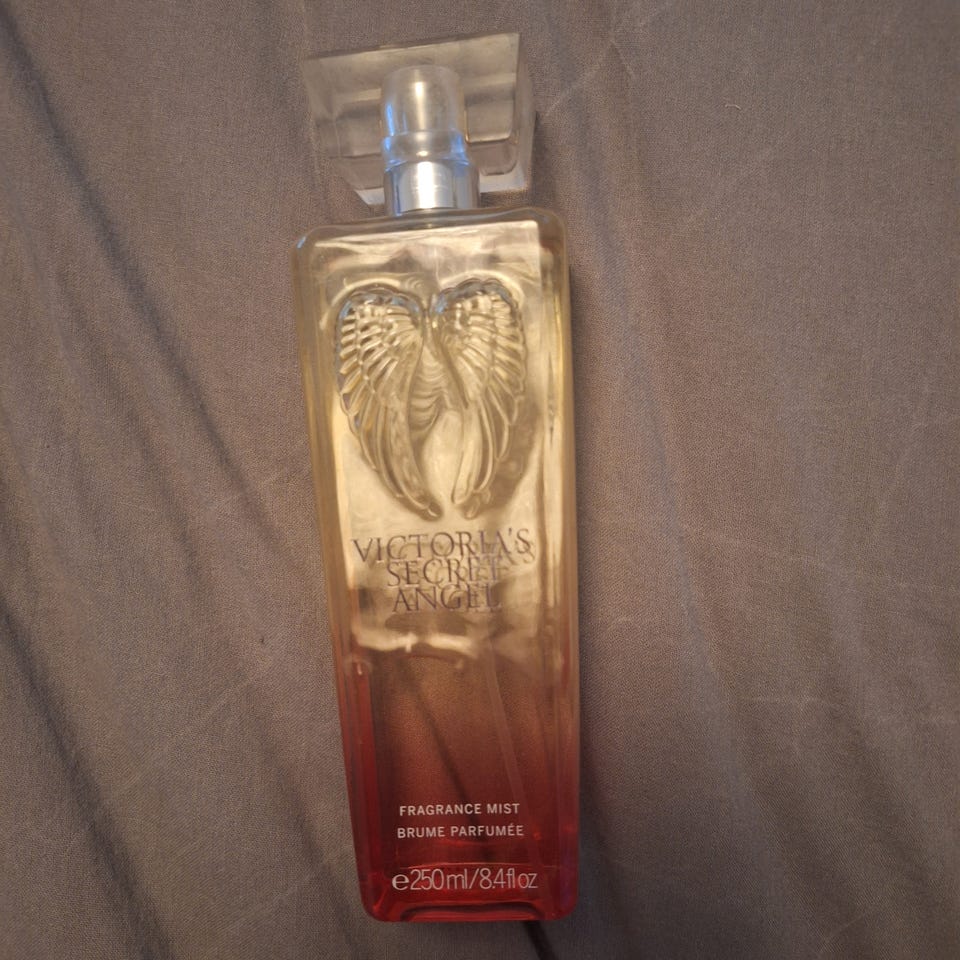 VICTORIA'S
SECRET
ANGEL
FRAGRANCE MIST
BRUME PARFUMÉE
℮250ml/8.4fl oz